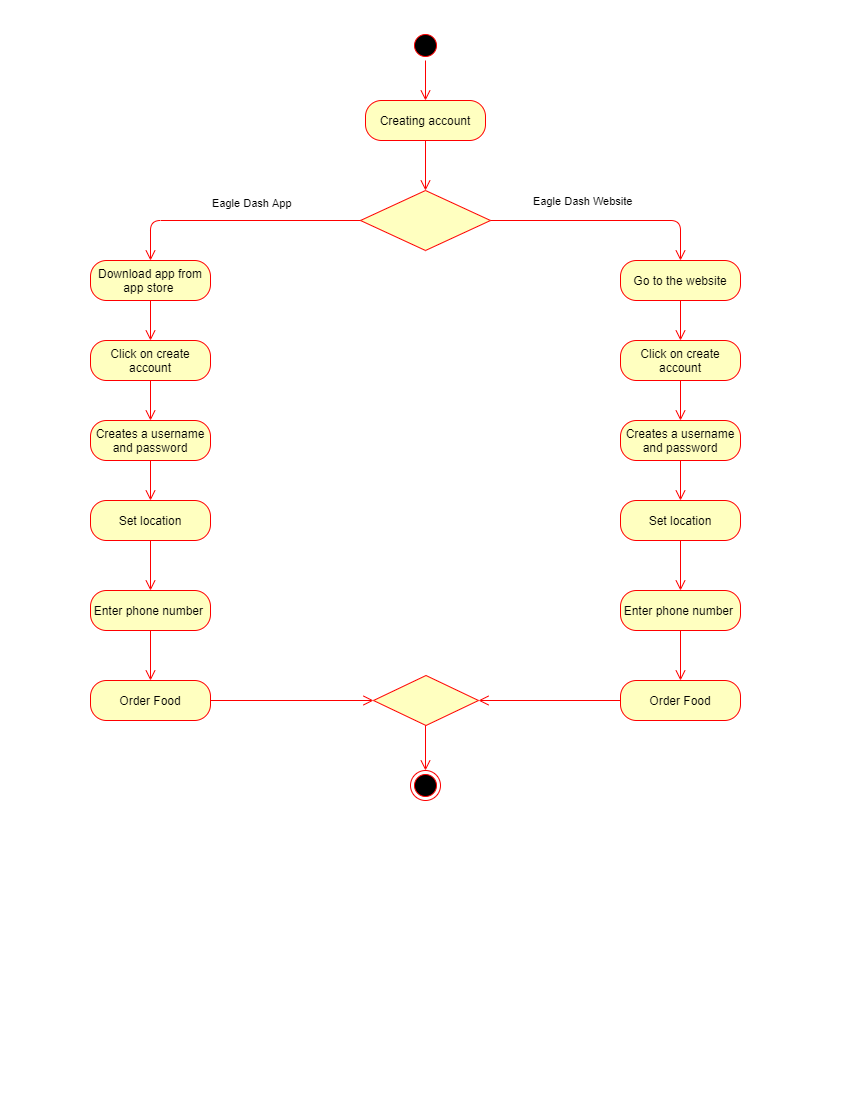 Creating account
Eagle Dash App
Eagle Dash Website
Download app from
app store
Go to the website
Click on create
account
Click on create
account
Creates a username
and password
Creates a username
and password
Set location
Set location
Enter phone number
Enter phone number
Order Food
Order Food